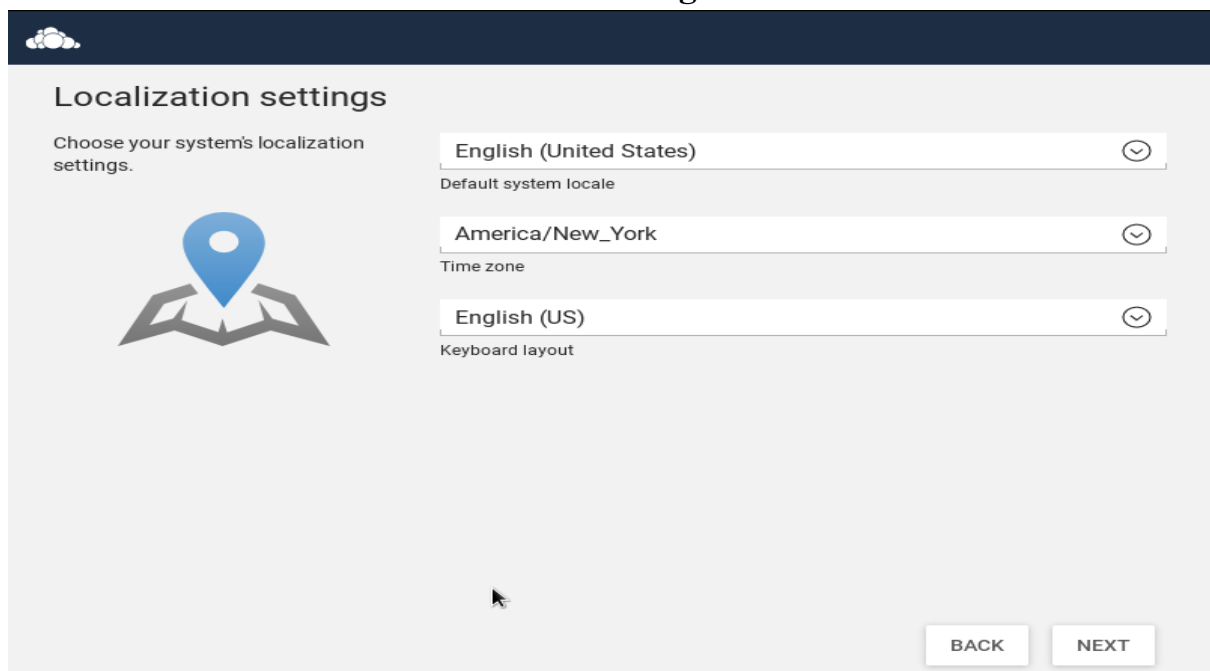 Localization settings
Choose your system's localization
settings.
English (United States)
Default system locale
America/New_York
Time zone
English (US)
Keyboard layout
BACK
NEXT